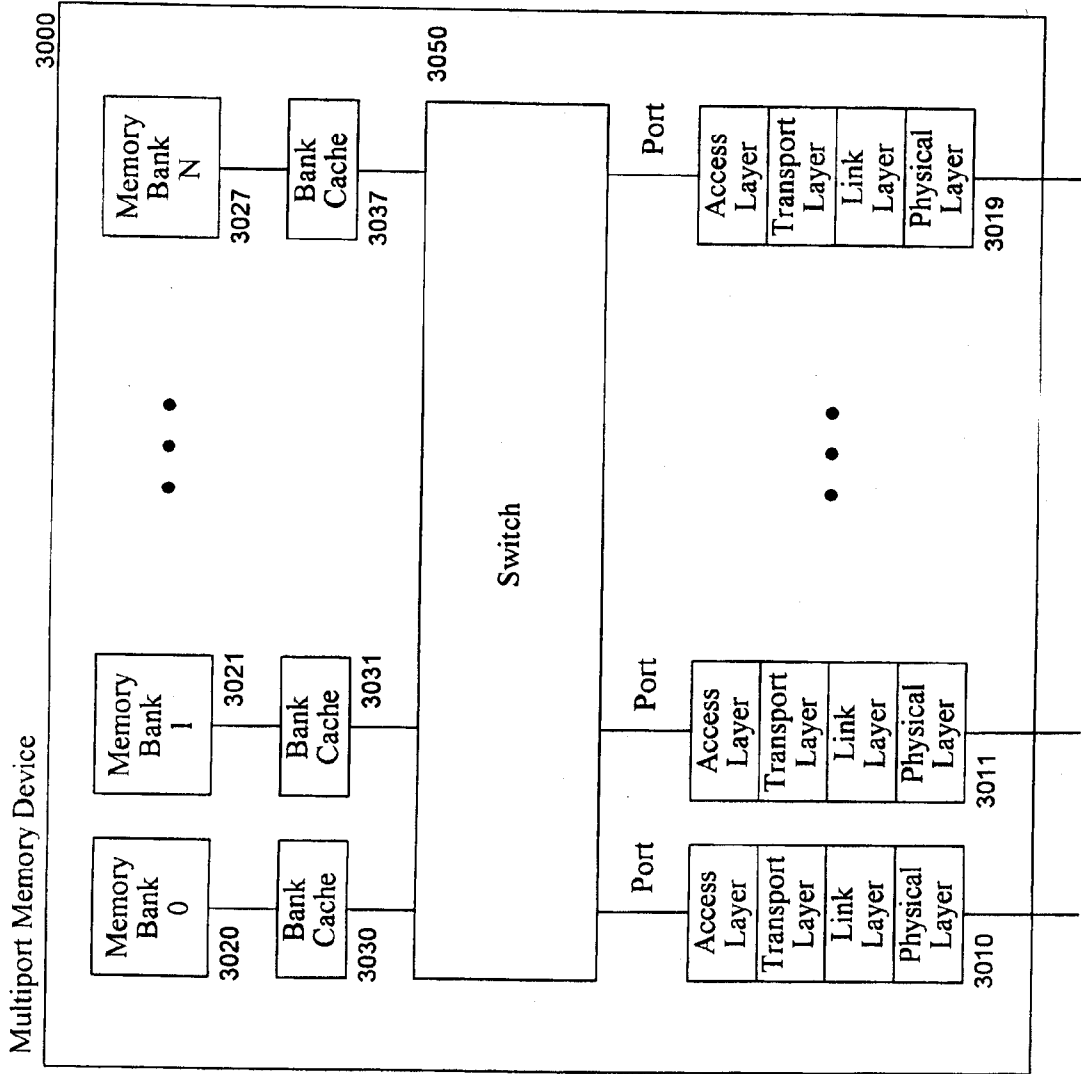 Multiport Memory Device
3000
Memory
Bank
0
3020
Memory
Bank
1
3021
Memory
Bank
N
3027
Bank
Cache
3030
Bank
Cache
3031
Bank
Cache
3037
3050
Switch
Port
Port
Port
Access
Layer
Transport
Layer
Link
Layer
Physical
Layer
3010
Access
Layer
Transport
Layer
Link
Layer
Physical
Layer
3011
Access
Layer
Transport
Layer
Link
Layer
Physical
Layer
3019